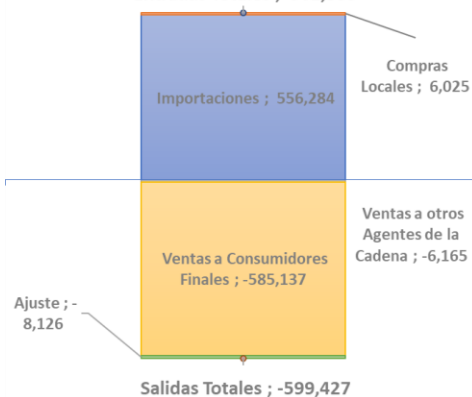 Compras
Locales ; 6,025
Importaciones ; 556,284
Ventas a otros
Agentes de la
Cadena ; -6,165
Ventas a Consumidores
Finales ; -585,137
Ajuste ; -
8,126
Salidas Totales ; -599,427